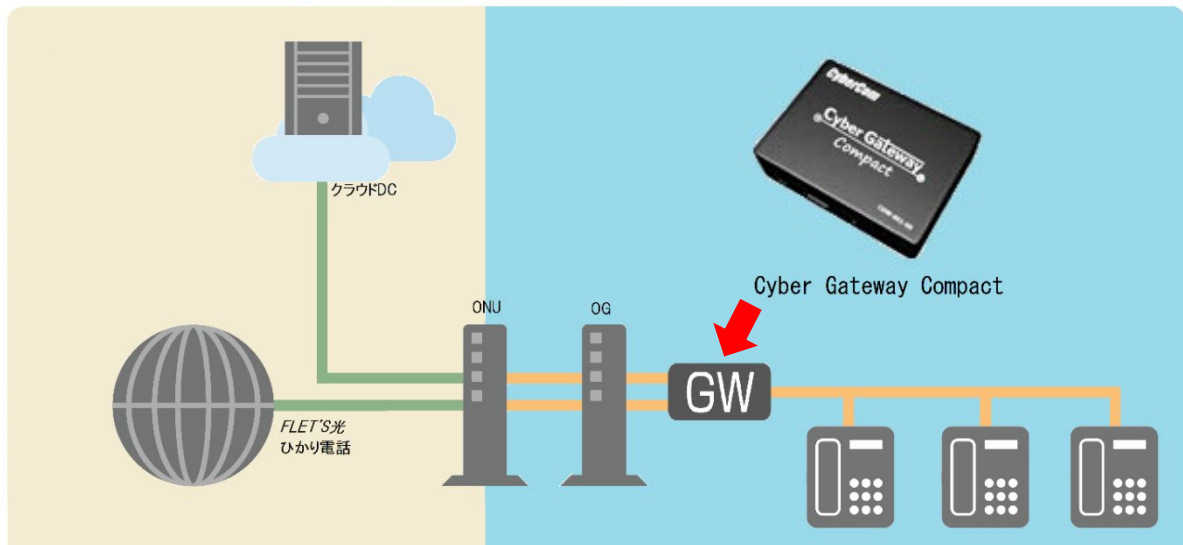 クラウドDC
CyberCom
Cyber Gateway
Compact
Cyber Gateway Compact
ONU
OG
GW
FLET'S光
ひかり電話